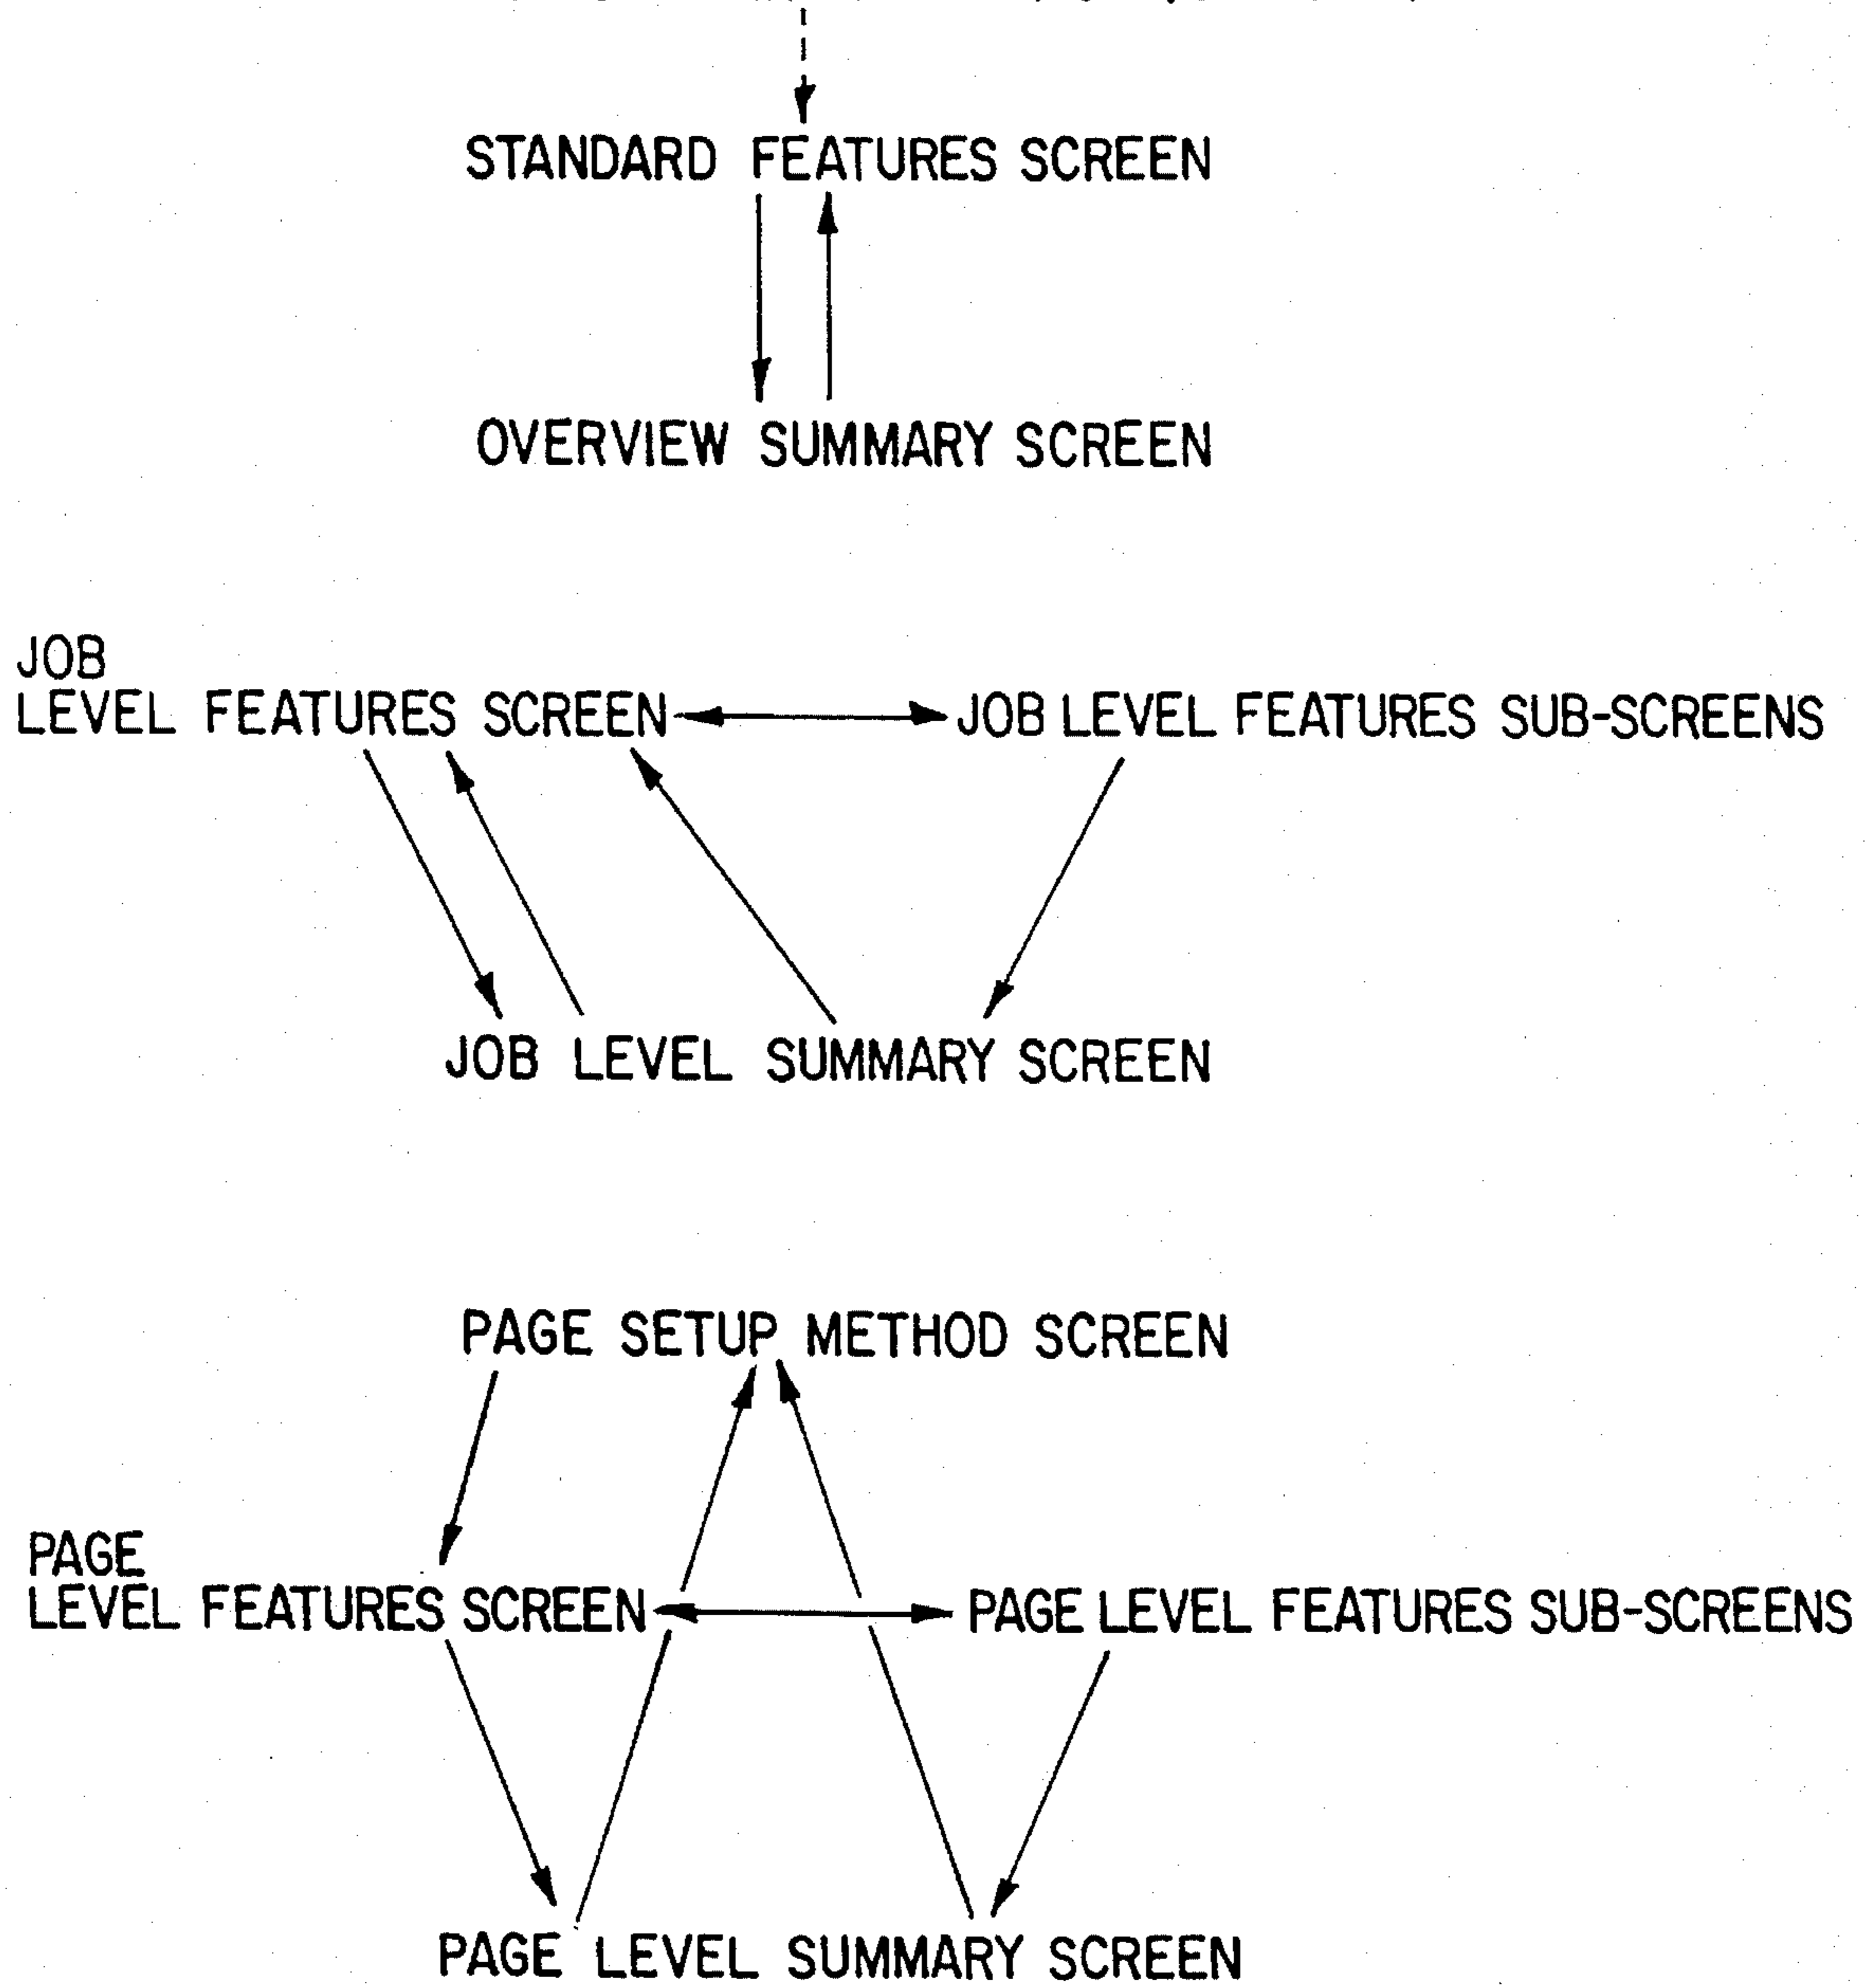 STANDARD FEATURES SCREEN
OVERVIEW SUMMARY SCREEN
JOB
LEVEL FEATURES SCREEN
JOB LEVEL FEATURES SUB-SCREENS
JOB LEVEL SUMMARY SCREEN
PAGE SETUP METHOD SCREEN
PAGE
LEVEL FEATURES SCREEN
PAGE LEVEL FEATURES SUB-SCREENS
PAGE LEVEL SUMMARY SCREEN